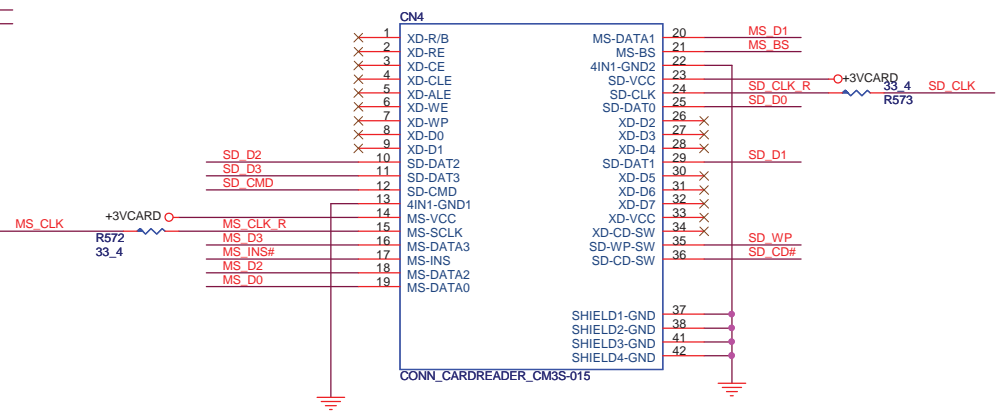 CN4
1 XD-R/B MS-DATA1 20 MS_D1
2 XD-RE MS-BS 21 MS_BS
3 XD-CE 4IN1-GND2 22
4 XD-CLE SD-VCC 23 +3VCARD
5 XD-ALE SD-CLK 24 SD_CLK_R 33_4 SD_CLK
6 XD-WE SD-DAT0 25 SD_D0 R573
7 XD-WP XD-D2 26
8 XD-D0 XD-D3 27
9 XD-D1 XD-D4 28
SD_D2 10 SD-DAT2 SD-DAT1 29 SD_D1
SD_D3 11 SD-DAT3 XD-D5 30
SD_CMD 12 SD-CMD XD-D6 31
13 4IN1-GND1 XD-D7 32
+3VCARD 14 MS-VCC XD-VCC 33
MS_CLK MS_CLK_R 15 MS-SCLK XD-CD-SW 34
R572 MS_D3 16 MS-DATA3 SD-WP-SW 35 SD_WP
33_4 MS_INS# 17 MS-INS SD-CD-SW 36 SD_CD#
MS_D2 18 MS-DATA2
MS_D0 19 MS-DATA0
SHIELD1-GND 37
SHIELD2-GND 38
SHIELD3-GND 41
SHIELD4-GND 42
CONN_CARDREADER_CM3S-015